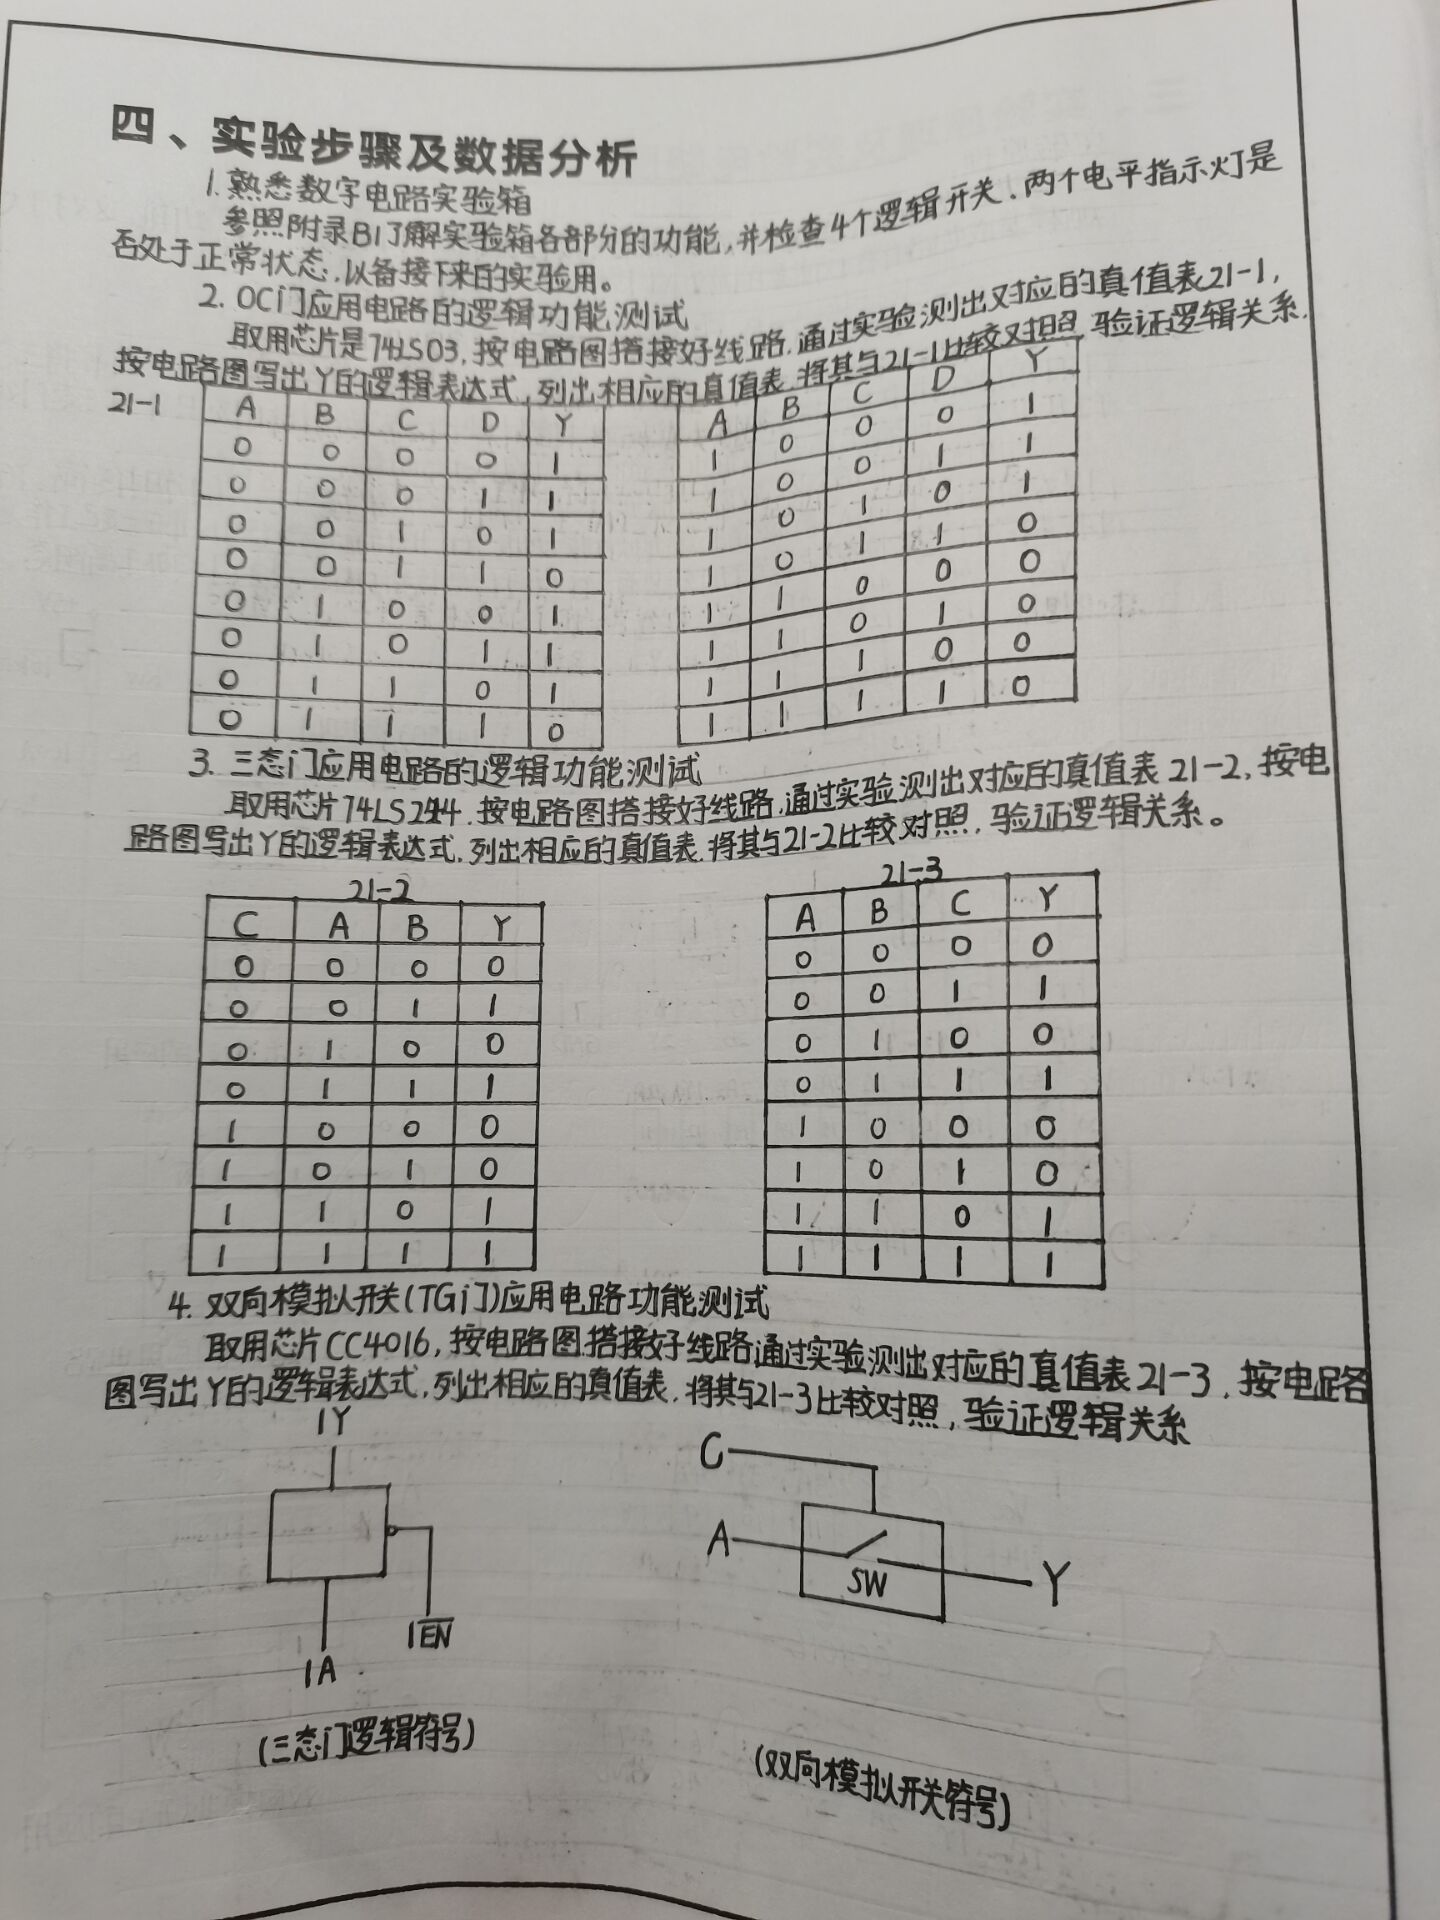 四、实验步骤及数据分析
1.熟悉数字电路实验箱
参照附录B1了解实验箱各部分的功能,并检查4个逻辑开关.两个电平指示灯是
否处于正常状态,以备接下来的实验用。
2. OC门应用电路的逻辑功能测试
取用芯片是74LS03,按电路图搭接好线路.通过实验测出对应的真值表21-1,
按电路图写出Y的逻辑表达式,列出相应的真值表.将其与21-1比较对照.验证逻辑关系.
21-1
A B C D Y
0 0 0 0 1
0 0 0 1 1
0 0 1 0 1
0 0 1 1 0
0 1 0 0 1
0 1 0 1 1
0 1 1 0 1
0 1 1 1 0
A B C D Y
1 0 0 0 1
1 0 0 1 1
1 0 1 0 1
1 0 1 1 0
1 1 0 0 0
1 1 0 1 0
1 1 1 0 0
1 1 1 1 0
3. 三态门应用电路的逻辑功能测试
取用芯片74LS244.按电路图搭接好线路.通过实验测出对应的真值表21-2,按电
路图写出Y的逻辑表达式.列出相应的真值表.将其与21-2比较对照,验证逻辑关系。
21-2
C A B Y
0 0 0 0
0 0 1 1
0 1 0 0
0 1 1 1
1 0 0 0
1 0 1 0
1 1 0 1
1 1 1 1
21-3
A B C Y
0 0 0 0
0 0 1 1
0 1 0 0
0 1 1 1
1 0 0 0
1 0 1 0
1 1 0 1
1 1 1 1
4. 双向模拟开关(TG门)应用电路功能测试
取用芯片CC4016,按电路图搭接好线路通过实验测出对应的真值表21-3,按电路
图写出Y的逻辑表达式,列出相应的真值表.将其与21-3比较对照,验证逻辑关系
1Y
1EN
1A
(三态门逻辑符号)
C
A
SW
Y
(双向模拟开关符号)